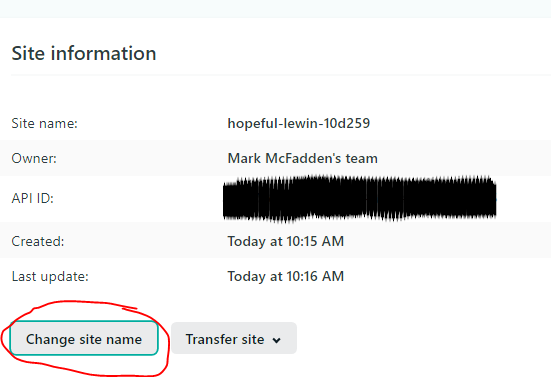 Site information
Site name: hopeful-lewin-10d259
Owner: Mark McFadden's team
API ID:
Created: Today at 10:15 AM
Last update: Today at 10:16 AM
Change site name Transfer site